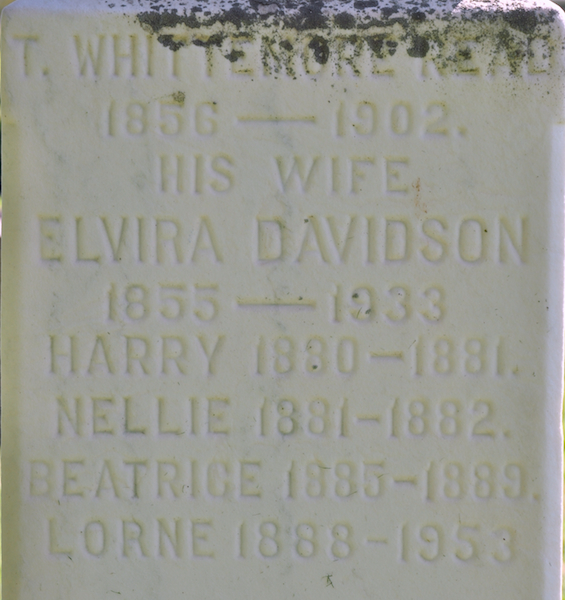 T. WHITTEMORE NEAL
1856 — 1902.
HIS WIFE
ELVIRA DAVIDSON
1855 — 1933
HARRY 1880 – 1881.
NELLIE 1881 – 1882.
BEATRICE 1885 – 1889.
LORNE 1888 – 1953